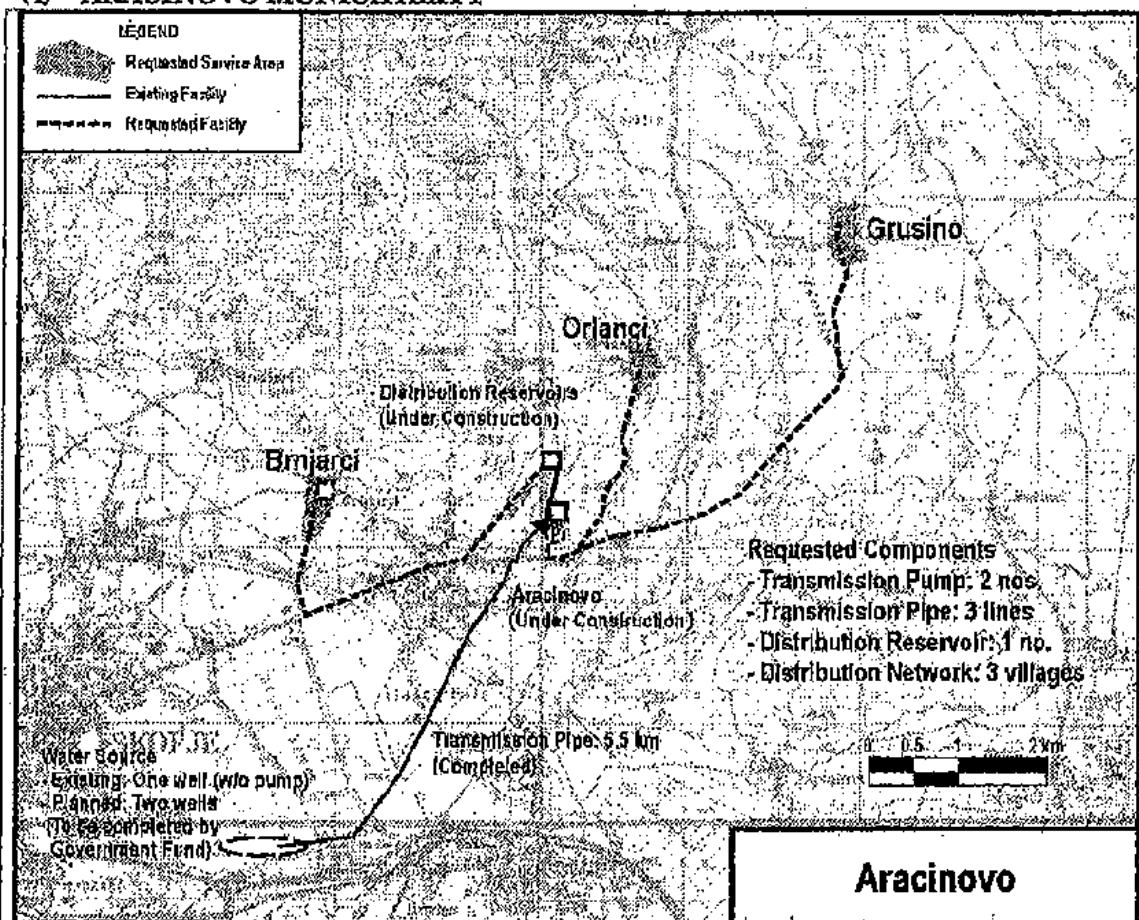 ARACINOVO MUNICIPALITY
LEGEND
Requested Service Area
Existing Facility
Requested Facility
Grusino
Orlanci
Distribution Reservoirs
(Under Construction)
Brnjarci
Aracinovo
(Under Construction)
Requested Components
- Transmission Pump: 2 nos.
- Transmission Pipe: 3 lines
- Distribution Reservoir: 1 no.
- Distribution Network: 3 villages
SKOPJE
Transmission Pipe: 5.5 km
(Completed)
0 0.5 1 2 km
Water Source
- Existing: One well (w/o pump)
- Planned: Two wells
(To be completed by
Government Fund)
Aracinovo